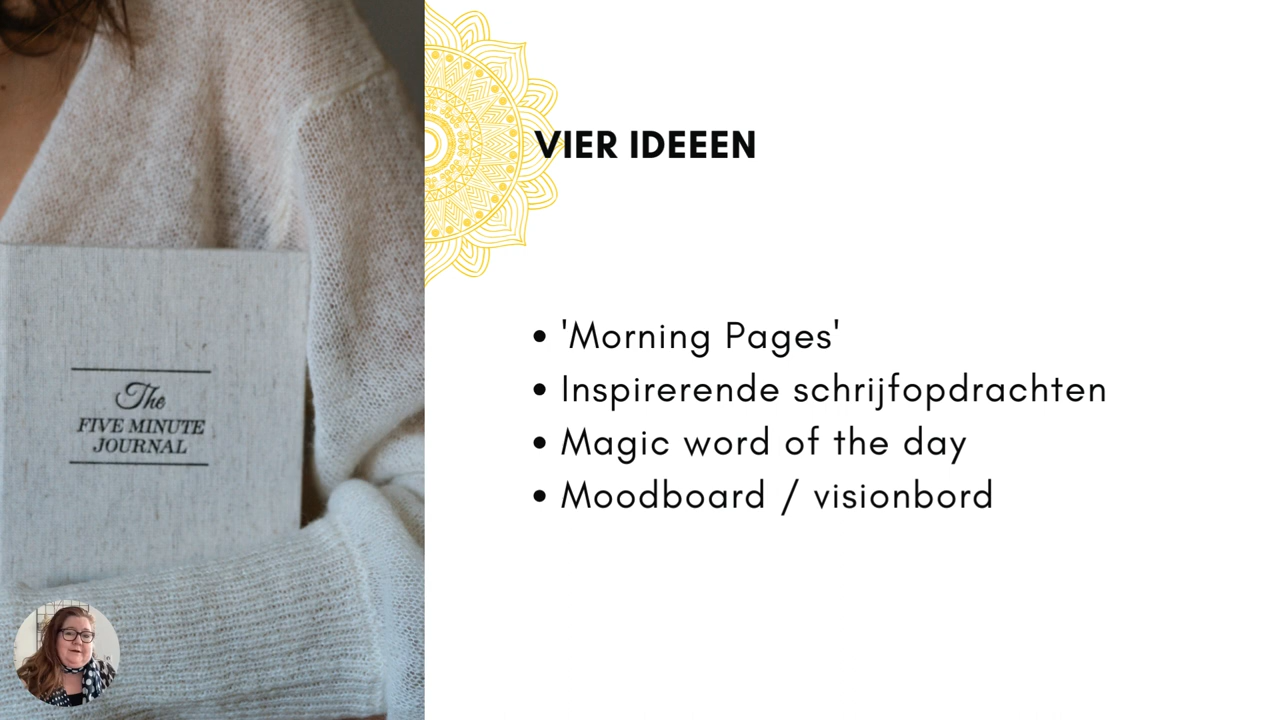 VIER IDEEEN
'Morning Pages'
Inspirerende schrijfopdrachten
Magic word of the day
Moodboard / visionbord
The
FIVE MINUTE
JOURNAL